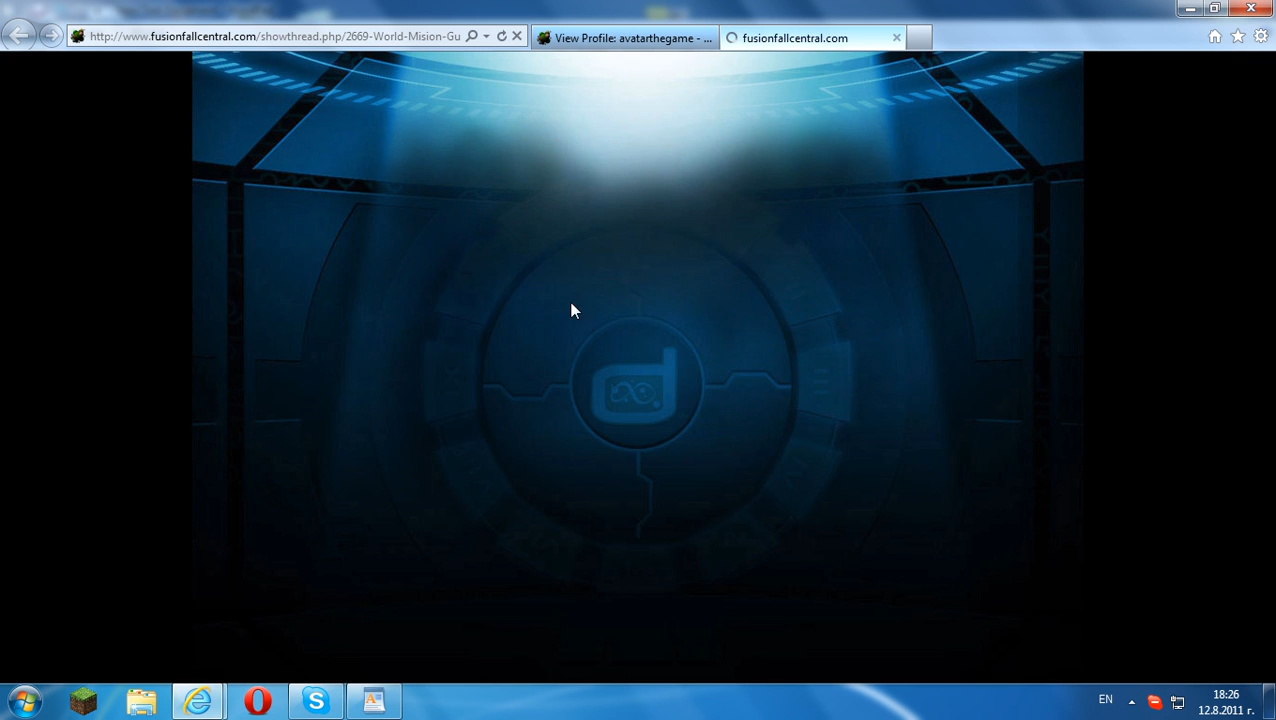 http://www.fusionfallcentral.com/showthread.php/2669-World-Mision-Gu
View Profile: avatarthegame - ...
fusionfallcentral.com
EN
18:26
12.8.2011 г.